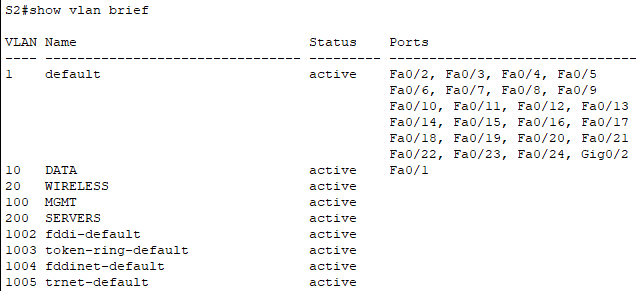 S2#show vlan brief
VLAN Name                             Status    Ports
---- -------------------------------- --------- -------------------------------
1    default                          active    Fa0/2, Fa0/3, Fa0/4, Fa0/5
                                                Fa0/6, Fa0/7, Fa0/8, Fa0/9
                                                Fa0/10, Fa0/11, Fa0/12, Fa0/13
                                                Fa0/14, Fa0/15, Fa0/16, Fa0/17
                                                Fa0/18, Fa0/19, Fa0/20, Fa0/21
                                                Fa0/22, Fa0/23, Fa0/24, Gig0/2
10   DATA                             active    Fa0/1
20   WIRELESS                         active
100  MGMT                             active
200  SERVERS                          active
1002 fddi-default                     active
1003 token-ring-default               active
1004 fddinet-default                  active
1005 trnet-default                    active